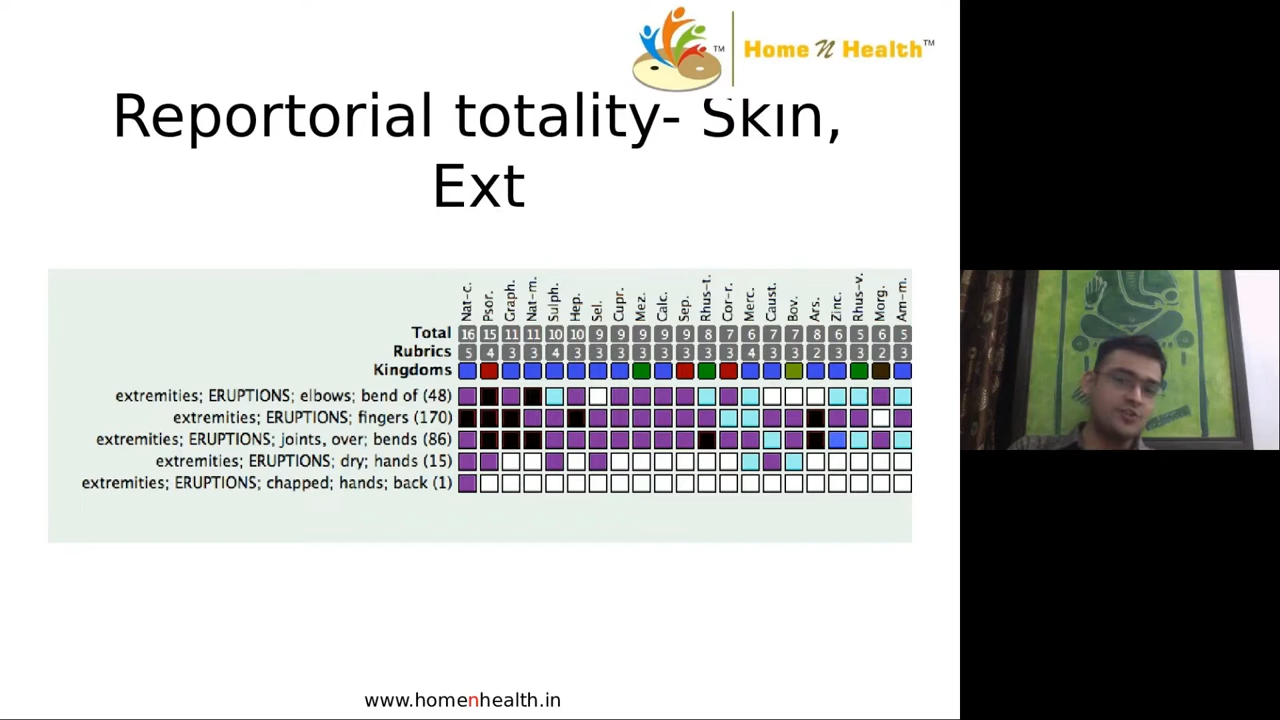 TM
Home N Health TM
Reportorial totality- Skin,
Ext
Nat-c. Psor. Graph. Nat-m. Sulph. Hep. Sel. Cupr. Mez. Calc. Sep. Rhus-t. Cor-r. Merc. Caust. Bov. Ars. Zinc. Rhus-v. Morg. Am-m.
Total 16 15 11 11 10 10 9 9 9 9 9 8 7 6 7 7 8 6 5 6 5
Rubrics 5 4 3 3 4 3 3 3 3 3 3 3 3 4 3 3 2 3 3 2 3
Kingdoms
extremities; ERUPTIONS; elbows; bend of (48)
extremities; ERUPTIONS; fingers (170)
extremities; ERUPTIONS; joints, over; bends (86)
extremities; ERUPTIONS; dry; hands (15)
extremities; ERUPTIONS; chapped; hands; back (1)
www.homenhealth.in